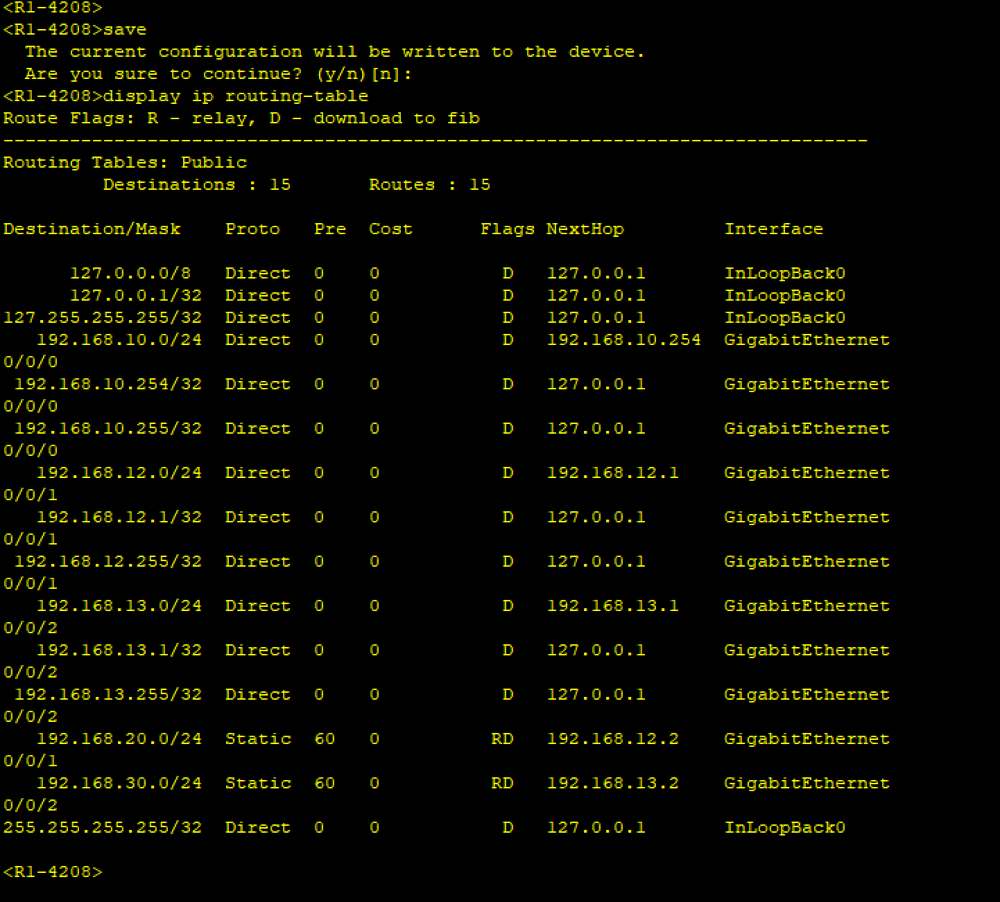 <R1-4208>
<R1-4208>save
  The current configuration will be written to the device.
  Are you sure to continue? (y/n)[n]:
<R1-4208>display ip routing-table
Route Flags: R - relay, D - download to fib
------------------------------------------------------------------------------
Routing Tables: Public
         Destinations : 15       Routes : 15

Destination/Mask    Proto   Pre  Cost      Flags NextHop         Interface

      127.0.0.0/8   Direct  0    0           D   127.0.0.1       InLoopBack0
      127.0.0.1/32  Direct  0    0           D   127.0.0.1       InLoopBack0
127.255.255.255/32  Direct  0    0           D   127.0.0.1       InLoopBack0
   192.168.10.0/24  Direct  0    0           D   192.168.10.254  GigabitEthernet
0/0/0
 192.168.10.254/32  Direct  0    0           D   127.0.0.1       GigabitEthernet
0/0/0
 192.168.10.255/32  Direct  0    0           D   127.0.0.1       GigabitEthernet
0/0/0
   192.168.12.0/24  Direct  0    0           D   192.168.12.1    GigabitEthernet
0/0/1
   192.168.12.1/32  Direct  0    0           D   127.0.0.1       GigabitEthernet
0/0/1
 192.168.12.255/32  Direct  0    0           D   127.0.0.1       GigabitEthernet
0/0/1
   192.168.13.0/24  Direct  0    0           D   192.168.13.1    GigabitEthernet
0/0/2
   192.168.13.1/32  Direct  0    0           D   127.0.0.1       GigabitEthernet
0/0/2
 192.168.13.255/32  Direct  0    0           D   127.0.0.1       GigabitEthernet
0/0/2
   192.168.20.0/24  Static  60   0          RD   192.168.12.2    GigabitEthernet
0/0/1
   192.168.30.0/24  Static  60   0          RD   192.168.13.2    GigabitEthernet
0/0/2
255.255.255.255/32  Direct  0    0           D   127.0.0.1       InLoopBack0

<R1-4208>